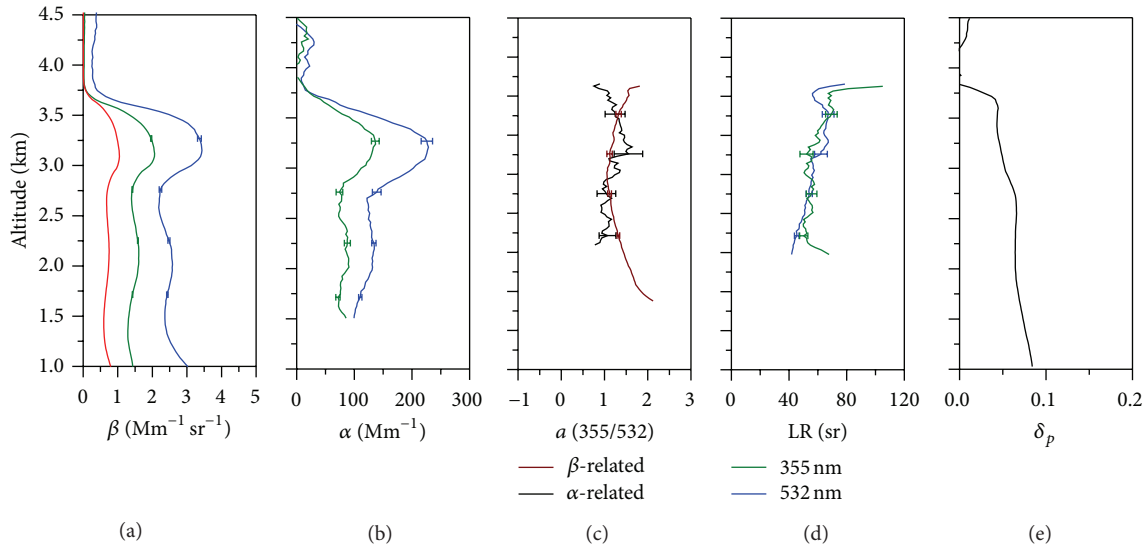 4.5
4.0
3.5
3.0
2.5
2.0
1.5
1.0
Altitude (km)
0 1 2 3 4 5
0 100 200 300
−1 0 1 2 3
0 40 80 120
0.0 0.1 0.2
β (Mm⁻¹ sr⁻¹)
α (Mm⁻¹)
a (355/532)
LR (sr)
δₚ
β-related
α-related
355 nm
532 nm
(a)
(b)
(c)
(d)
(e)